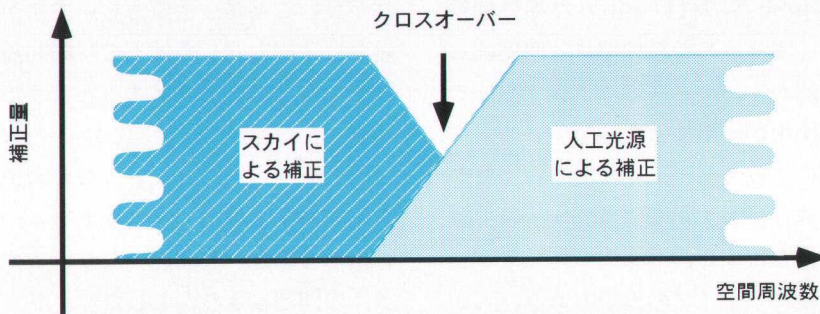 クロスオーバー
補正量
スカイに
よる補正
人工光源
による補正
空間周波数